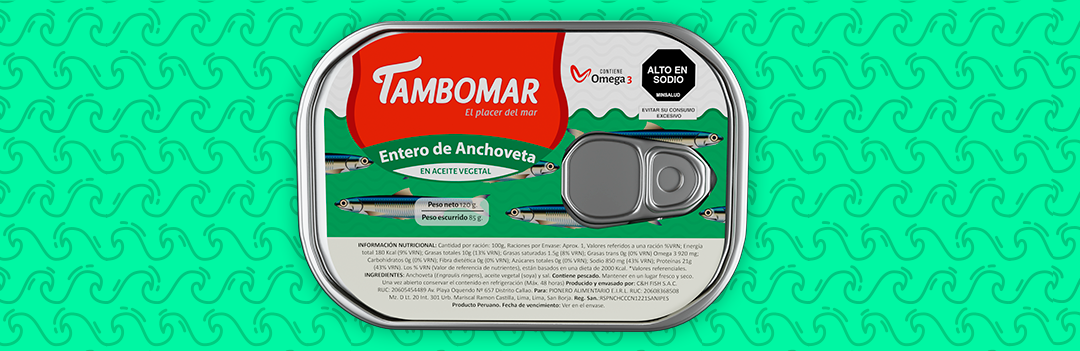 TAMBOMAR
El placer del mar
CONTIENE
Omega 3
ALTO EN
SODIO
MINSALUD
EVITAR SU CONSUMO
EXCESIVO
Entero de Anchoveta
EN ACEITE VEGETAL
Peso neto 120 g.
Peso escurrido 85 g.
INFORMACIÓN NUTRICIONAL: Cantidad por ración: 100g, Raciones por Envase: Aprox. 1, Valores referidos a una ración %VRN; Energía
total 180 Kcal (9% VRN); Grasas totales 10g (13% VRN); Grasas saturadas 1.5g (8% VRN); Grasas trans 0g (0% VRN) Omega 3 920 mg;
Carbohidratos 0g (0% VRN); Fibra dietética 0g (0% VRN); Azúcares totales 0g (0% VRN); Sodio 850 mg (43% VRN); Proteínas 21g
(43% VRN). Los % VRN (Valor de referencia de nutrientes), están basados en una dieta de 2000 Kcal. *Valores referenciales.
INGREDIENTES: Anchoveta (Engraulis ringens), aceite vegetal (soya) y sal. Contiene pescado. Mantener en un lugar fresco y seco.
Una vez abierto conservar el contenido en refrigeración (Máx. 48 horas) Producido y envasado por: C&H FISH S.A.C.
RUC: 20605454489 Av. Playa Oquendo Nº 657 Distrito Callao. Para: PIONERO ALIMENTARIO E.I.R.L. RUC: 20608368508
Mz. D Lt. 20 Int. 301 Urb. Mariscal Ramon Castilla, Lima, Lima, San Borja. Reg. San.: RSPNCHCCCN1221SANIPES
Producto Peruano. Fecha de vencimiento: Ver en el envase.